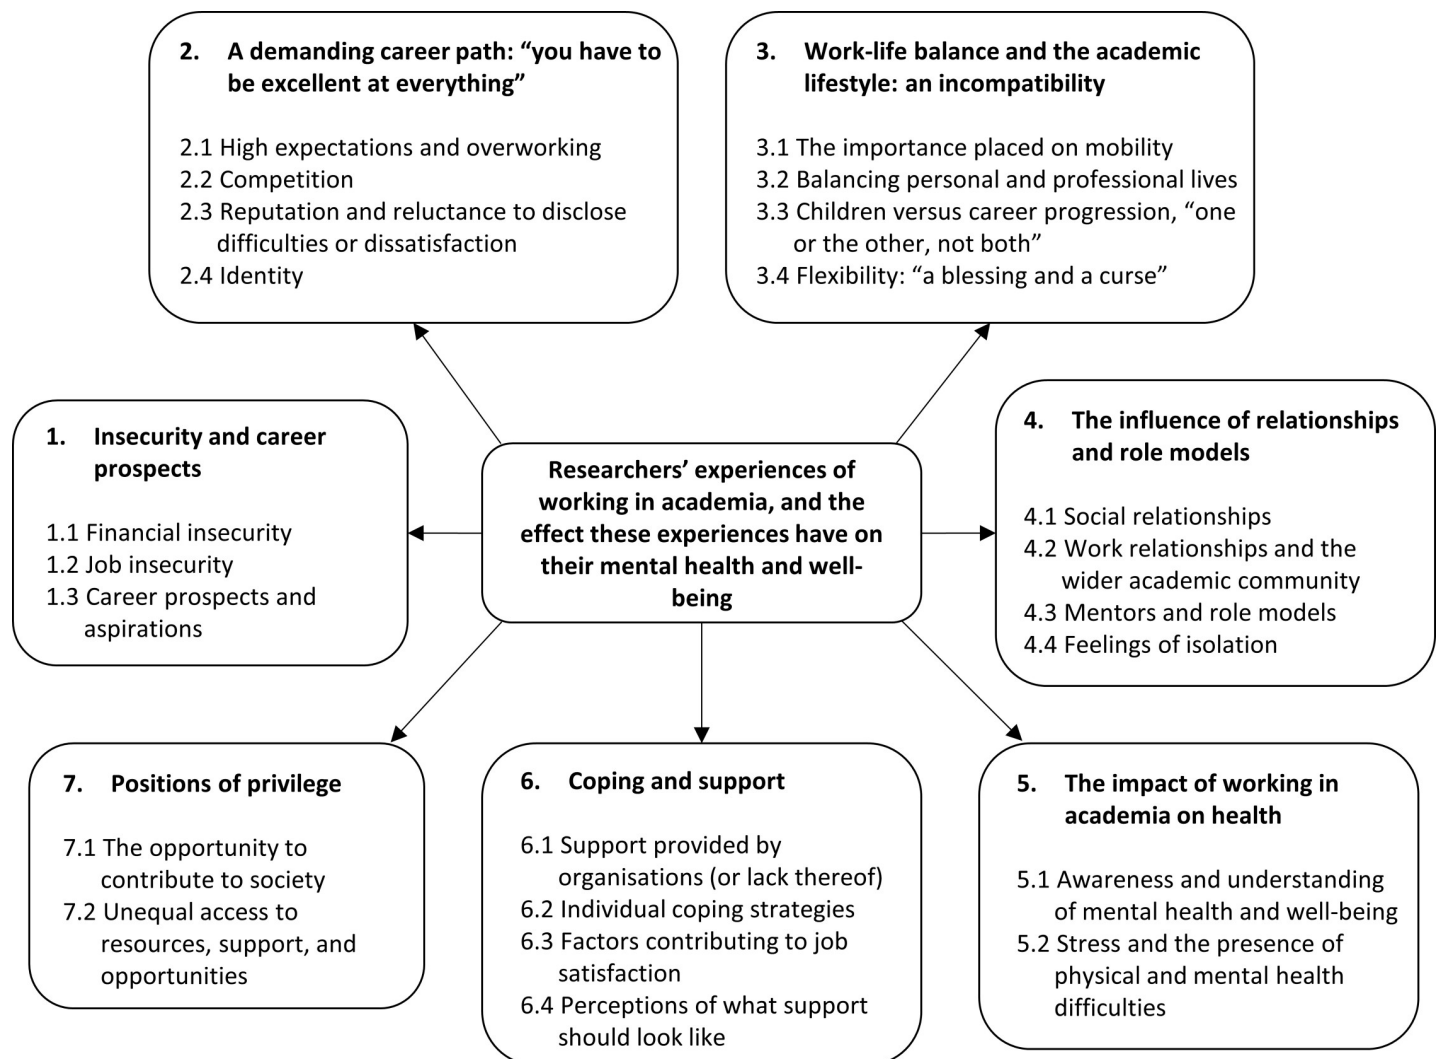 2. A demanding career path: “you have to
be excellent at everything”
2.1 High expectations and overworking
2.2 Competition
2.3 Reputation and reluctance to disclose
difficulties or dissatisfaction
2.4 Identity
3. Work-life balance and the academic
lifestyle: an incompatibility
3.1 The importance placed on mobility
3.2 Balancing personal and professional lives
3.3 Children versus career progression, “one
or the other, not both”
3.4 Flexibility: “a blessing and a curse”
1. Insecurity and career
prospects
1.1 Financial insecurity
1.2 Job insecurity
1.3 Career prospects and
aspirations
Researchers’ experiences of
working in academia, and the
effect these experiences have on
their mental health and well-
being
4. The influence of relationships
and role models
4.1 Social relationships
4.2 Work relationships and the
wider academic community
4.3 Mentors and role models
4.4 Feelings of isolation
7. Positions of privilege
7.1 The opportunity to
contribute to society
7.2 Unequal access to
resources, support, and
opportunities
6. Coping and support
6.1 Support provided by
organisations (or lack thereof)
6.2 Individual coping strategies
6.3 Factors contributing to job
satisfaction
6.4 Perceptions of what support
should look like
5. The impact of working in
academia on health
5.1 Awareness and understanding
of mental health and well-being
5.2 Stress and the presence of
physical and mental health
difficulties